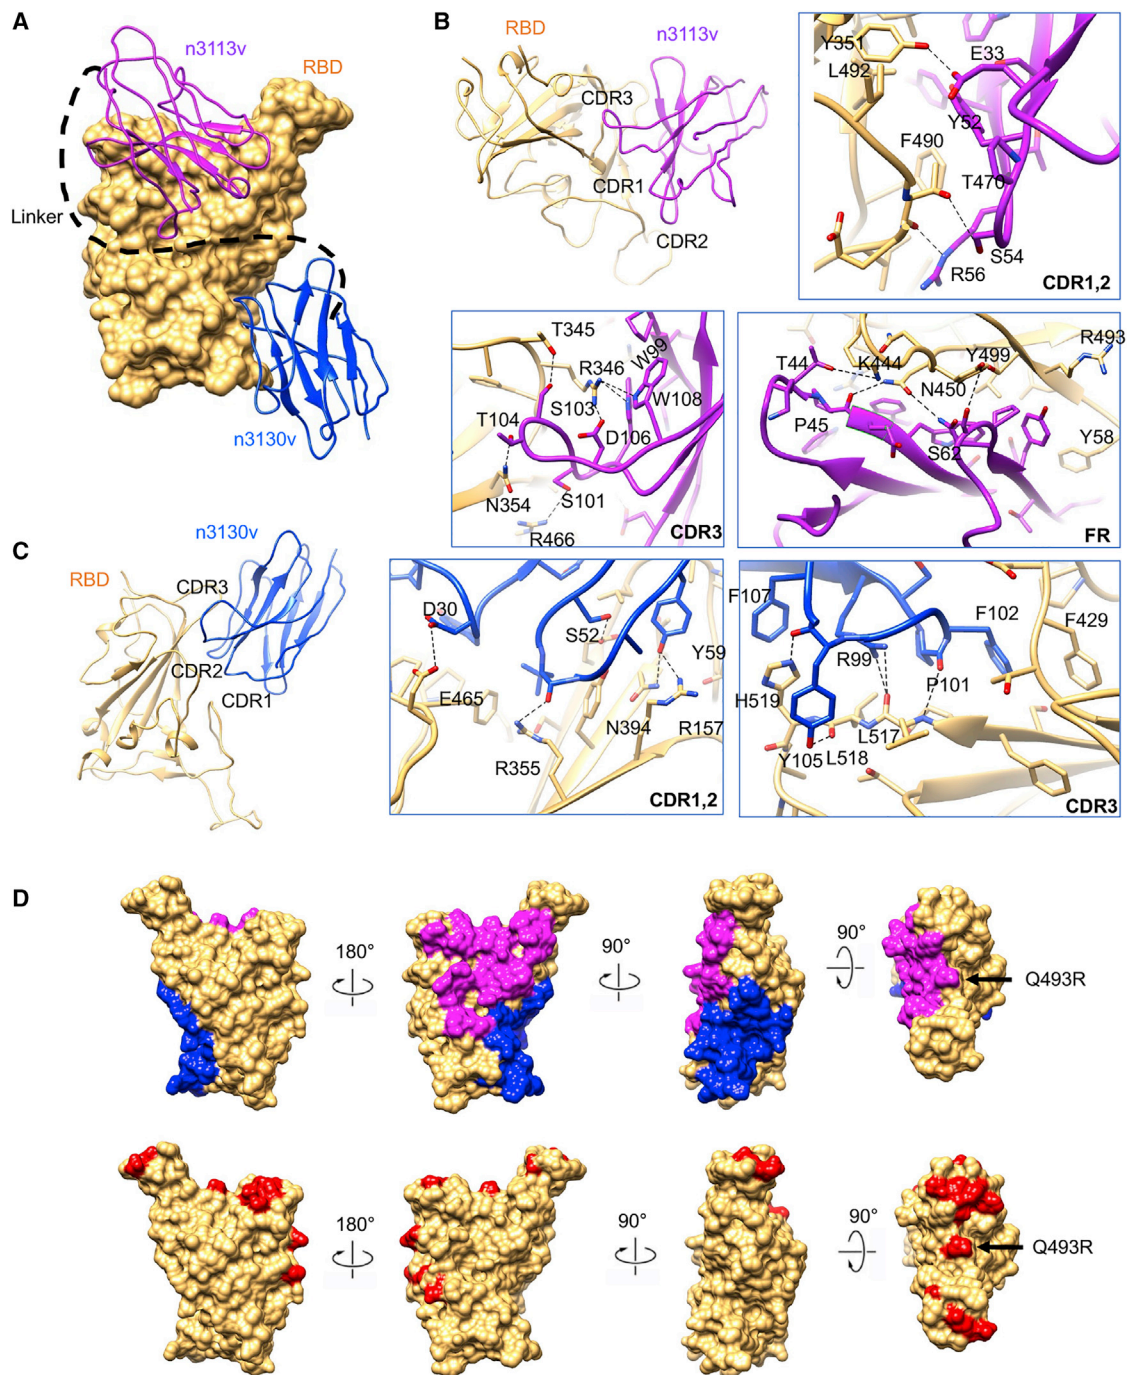 A
n3113v
RBD
Linker
n3130v
B
RBD
n3113v
CDR3
CDR1
CDR2
Y351
L492
E33
Y52
F490
T470
S54
R56
CDR1,2
T345
R346
W99
S103
W108
T104
D106
N354
S101
R466
CDR3
T44
K444
Y499
R493
N450
P45
S62
Y58
FR
C
n3130v
RBD
CDR3
CDR2
CDR1
D30
S52
Y59
E465
N394
R157
R355
CDR1,2
F107
F102
F429
R99
P101
H519
L517
Y105
L518
CDR3
D
180°
90°
90°
Q493R
180°
90°
90°
Q493R